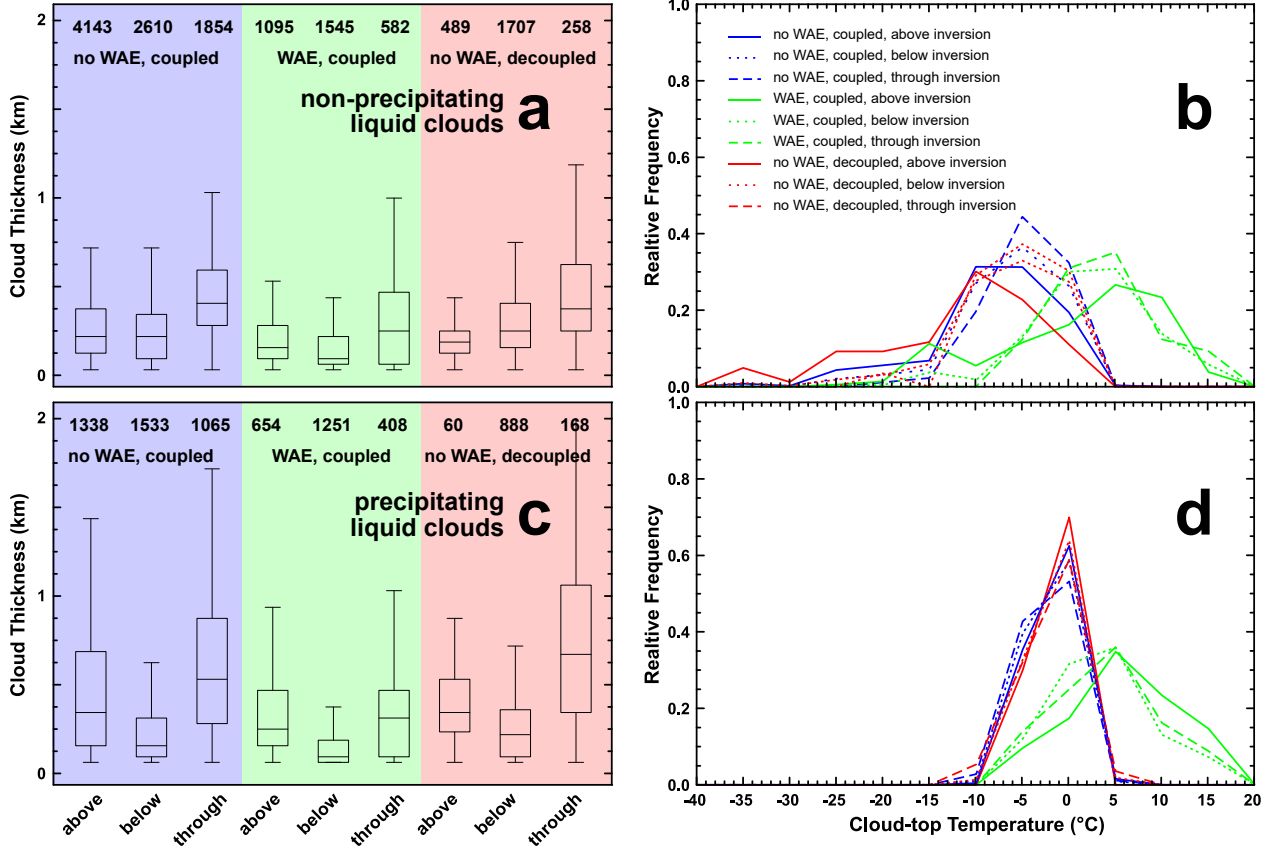 2
4143 2610 1854 1095 1545 582 489 1707 258
no WAE, coupled WAE, coupled no WAE, decoupled
non-precipitating
liquid clouds
a
1
0
Cloud Thickness (km)
1.0
0.8
0.6
0.4
0.2
0.0
Realtive Frequency
no WAE, coupled, above inversion
no WAE, coupled, below inversion
no WAE, coupled, through inversion
WAE, coupled, above inversion
WAE, coupled, below inversion
WAE, coupled, through inversion
no WAE, decoupled, above inversion
no WAE, decoupled, below inversion
no WAE, decoupled, through inversion
b
2
1338 1533 1065 654 1251 408 60 888 168
no WAE, coupled WAE, coupled no WAE, decoupled
precipitating
liquid clouds
c
1
0
Cloud Thickness (km)
above below through above below through above below through
1.0
0.8
0.6
0.4
0.2
0.0
Realtive Frequency
d
-40 -35 -30 -25 -20 -15 -10 -5 0 5 10 15 20
Cloud-top Temperature (°C)